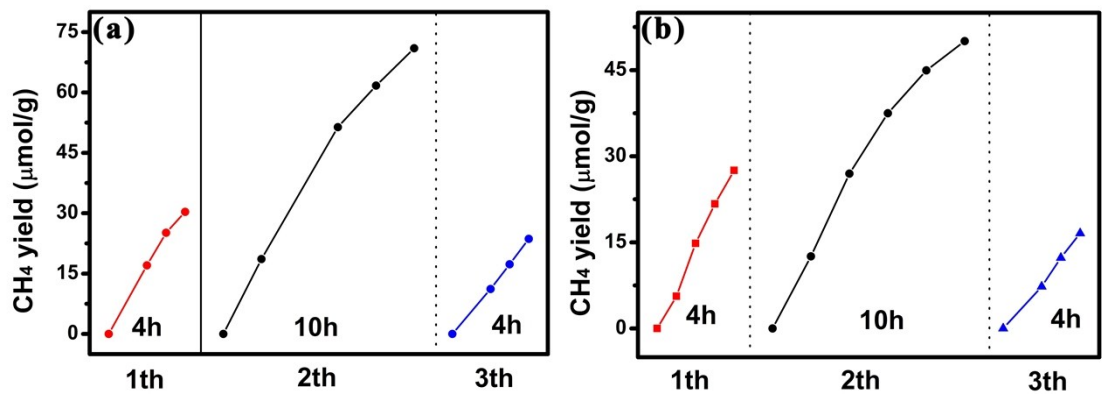 (a)
CH₄ yield (μmol/g)
75
60
45
30
15
0
4h
10h
4h
1th
2th
3th
(b)
CH₄ yield (μmol/g)
45
30
15
0
4h
10h
4h
1th
2th
3th